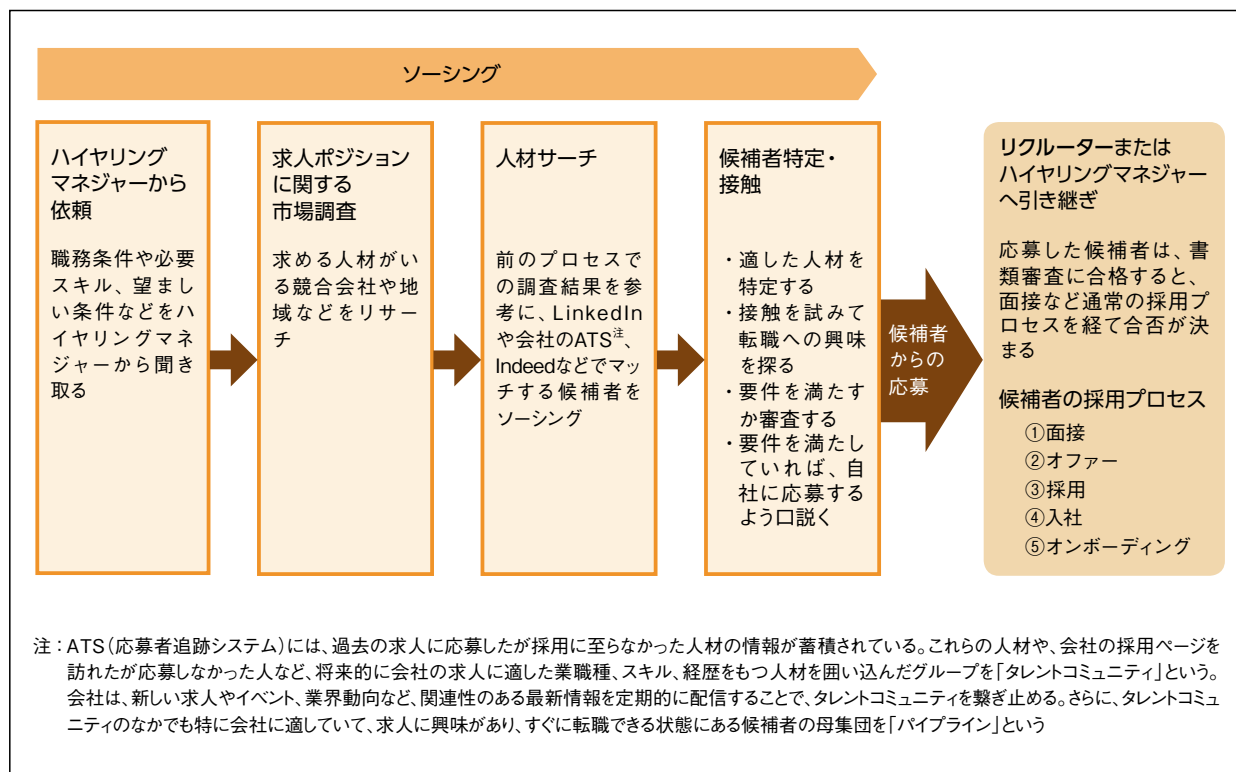 ソーシング
ハイヤリング
マネジャーから
依頼
職務条件や必要
スキル、望まし
い条件などをハ
イヤリングマネ
ジャーから聞き
取る
求人ポジション
に関する
市場調査
求める人材がい
る競合会社や地
域などをリサー
チ
人材サーチ
前のプロセスで
の調査結果を参
考に、LinkedIn
や会社のATS注、
Indeedなどでマッ
チする候補者を
ソーシング
候補者特定・
接触
・適した人材を
特定する
・接触を試みて
転職への興味
を探る
・要件を満たす
か審査する
・要件を満たし
ていれば、自
社に応募する
よう口説く
候補者
からの
応募
リクルーターまたは
ハイヤリングマネジャー
へ引き継ぎ
応募した候補者は、書
類審査に合格すると、
面接など通常の採用プ
ロセスを経て合否が決
まる
候補者の採用プロセス
①面接
②オファー
③採用
④入社
⑤オンボーディング
注：ATS（応募者追跡システム）には、過去の求人に応募したが採用に至らなかった人材の情報が蓄積されている。これらの人材や、会社の採用ページを
訪れたが応募しなかった人など、将来的に会社の求人に適した業職種、スキル、経歴をもつ人材を囲い込んだグループを「タレントコミュニティ」という。
会社は、新しい求人やイベント、業界動向など、関連性のある最新情報を定期的に配信することで、タレントコミュニティを繋ぎ止める。さらに、タレントコミュ
ニティのなかでも特に会社に適していて、求人に興味があり、すぐに転職できる状態にある候補者の母集団を「パイプライン」という